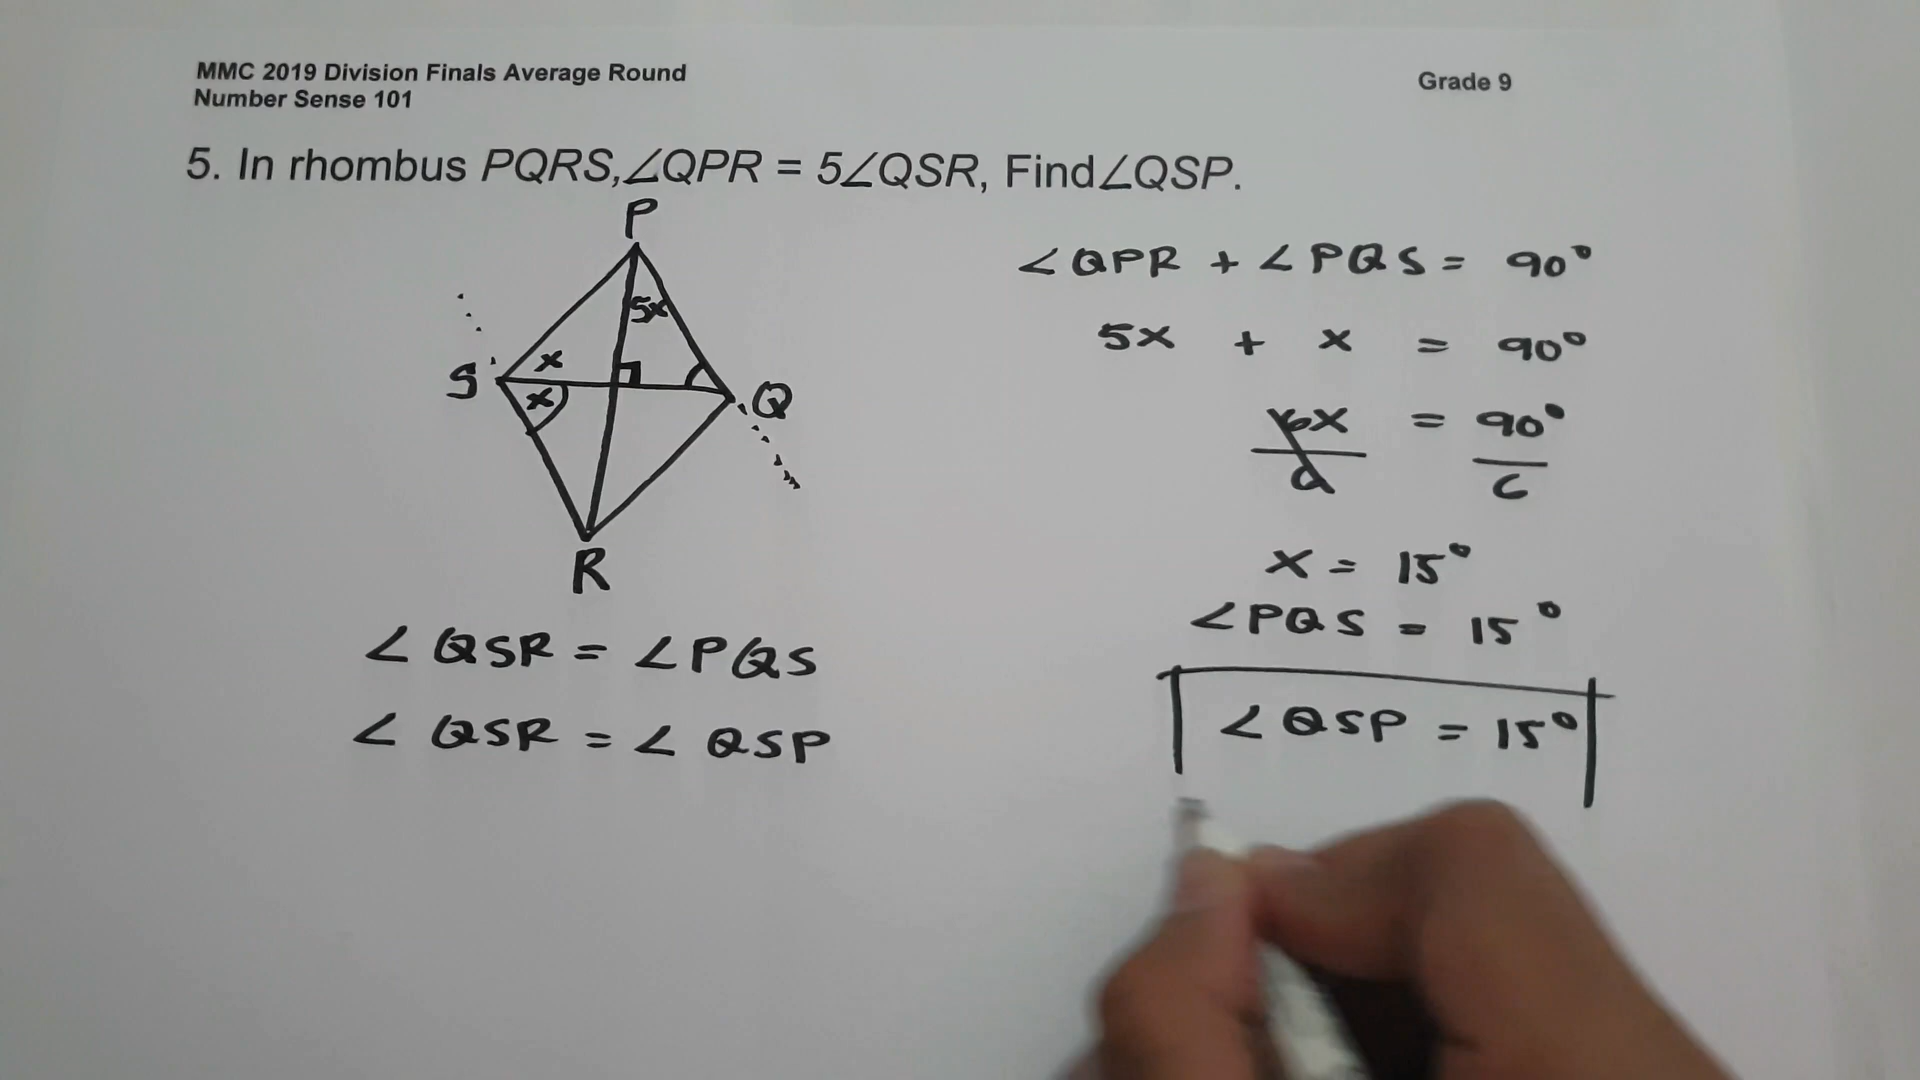 MMC 2019 Division Finals Average Round
Number Sense 101
Grade 9
5. In rhombus PQRS,∠QPR = 5∠QSR, Find∠QSP.
P
5x
x
S
x
Q
R
∠QSR = ∠PQS
∠QSR = ∠QSP
∠QPR + ∠PQS = 90°
5x + x = 90°
6x = 90°
6 6
x = 15°
∠PQS = 15°
∠QSP = 15°